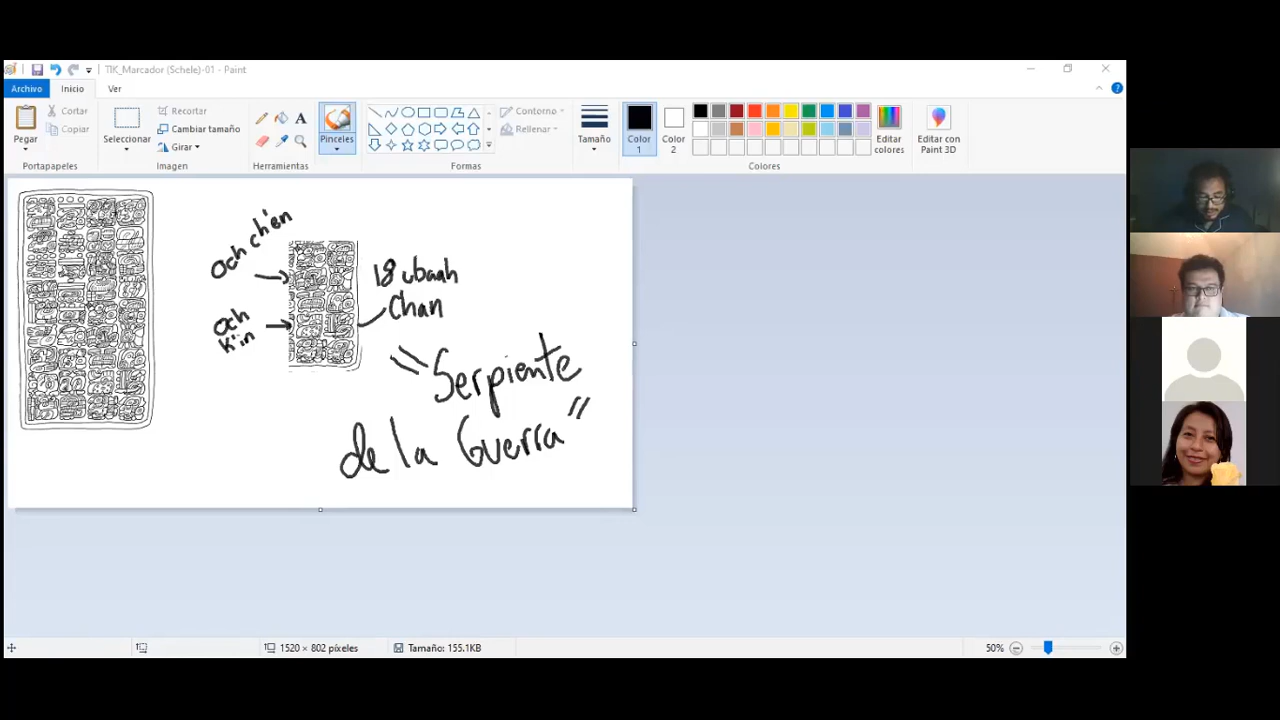 TIK_Marcador (Schele)-01 - Paint
Archivo
Inicio
Ver
Pegar
Cortar
Copiar
Portapapeles
Seleccionar
Recortar
Cambiar tamaño
Girar
Imagen
A
Herramientas
Pinceles
Contorno
Rellenar
Formas
Tamaño
Color
1
Color
2
Editar
colores
Editar con
Paint 3D
Colores
Och ch'en
Och
K'in
18 ubaah
Chan
"Serpiente
de la Guerra"
1520 × 802 píxeles
Tamaño: 155.1KB
50%